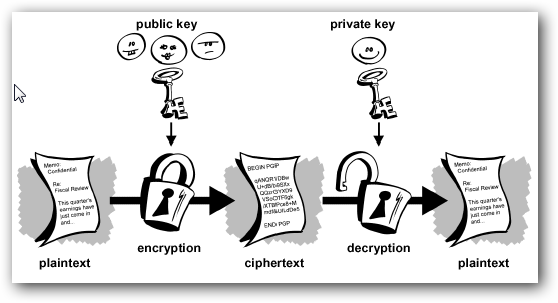 public key
private key
Memo:
Confidential
Re:
Fiscal Review
This quarter's
earnings have
just come in
and...
BEGIN PGP
END PGP
Memo:
Confidential
Re:
Fiscal Review
This quarter's
earnings have
just come in
and...
encryption
decryption
plaintext
ciphertext
plaintext